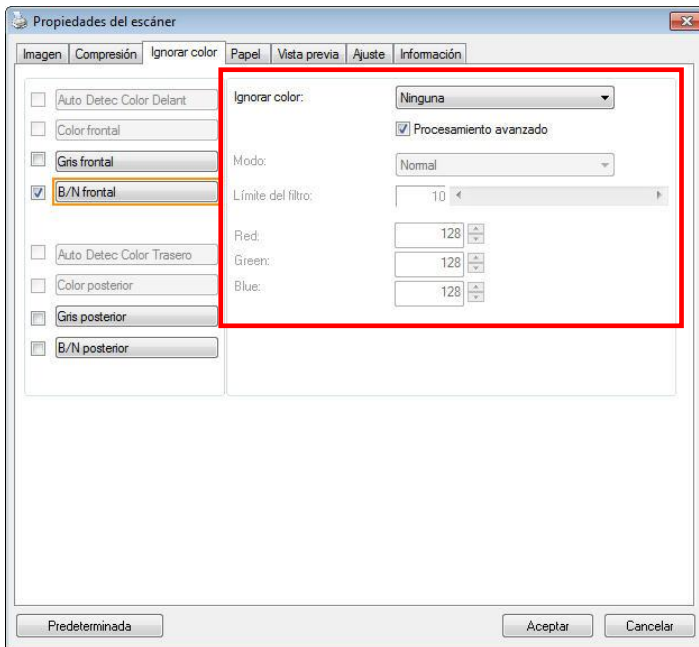 Propiedades del escáner
Imagen Compresión Ignorar color Papel Vista previa Ajuste Información
Auto Detec Color Delant
Color frontal
Gris frontal
B/N frontal
Auto Detec Color Trasero
Color posterior
Gris posterior
B/N posterior
Ignorar color: Ninguna
Procesamiento avanzado
Modo: Normal
Límite del filtro: 10
Red: 128
Green: 128
Blue: 128
Predeterminada Aceptar Cancelar